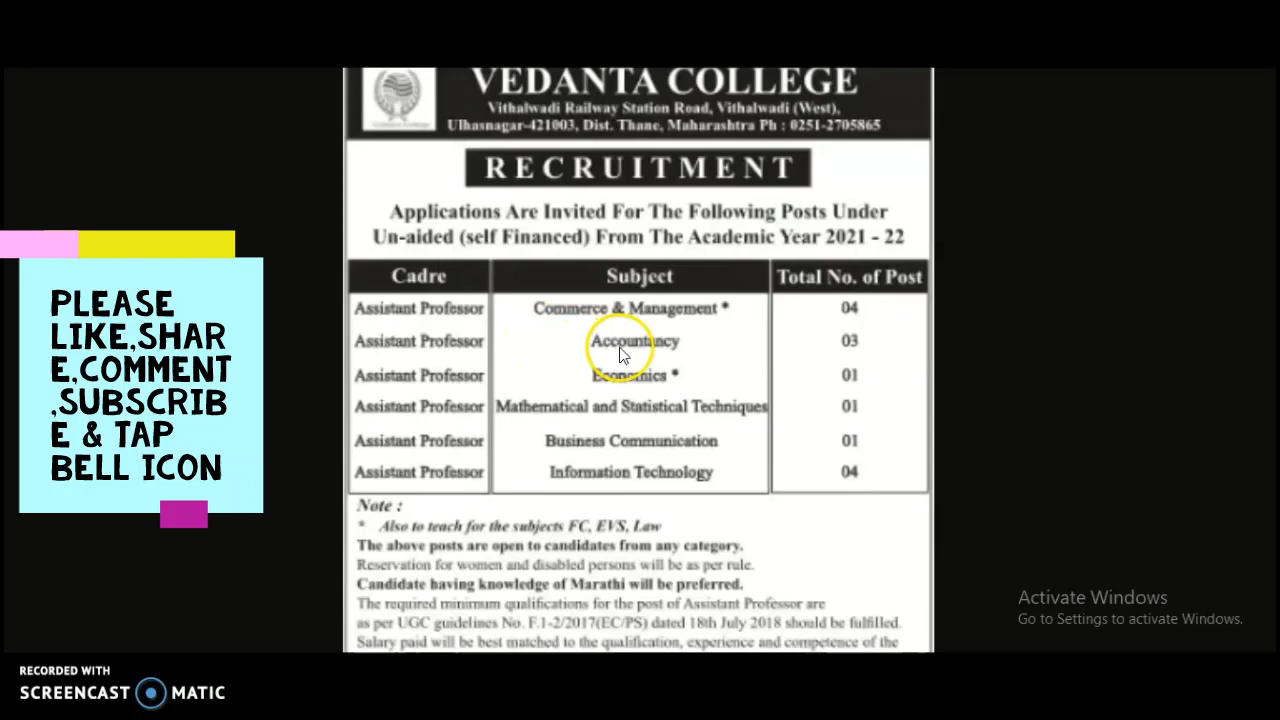 VEDANTA COLLEGE
Vithalwadi Railway Station Road, Vithalwadi (West),
Ulhasnagar-421003, Dist. Thane, Maharashtra Ph : 0251-2705865
RECRUITMENT
Applications Are Invited For The Following Posts Under
Un-aided (self Financed) From The Academic Year 2021 - 22
Cadre Subject Total No. of Post
Assistant Professor Commerce & Management * 04
Assistant Professor Accountancy 03
Assistant Professor Economics * 01
Assistant Professor Mathematical and Statistical Techniques 01
Assistant Professor Business Communication 01
Assistant Professor Information Technology 04
Note :
* Also to teach for the subjects FC, EVS, Law
The above posts are open to candidates from any category.
Reservation for women and disabled persons will be as per rule.
Candidate having knowledge of Marathi will be preferred.
The required minimum qualifications for the post of Assistant Professor are
as per UGC guidelines No. F.1-2/2017(EC/PS) dated 18th July 2018 should be fulfilled.
Salary paid will be best matched to the qualification, experience and competence of the
PLEASE
LIKE,SHAR
E,COMMENT
,SUBSCRIB
E & TAP
BELL ICON
Activate Windows
Go to Settings to activate Windows.
RECORDED WITH
SCREENCAST MATIC